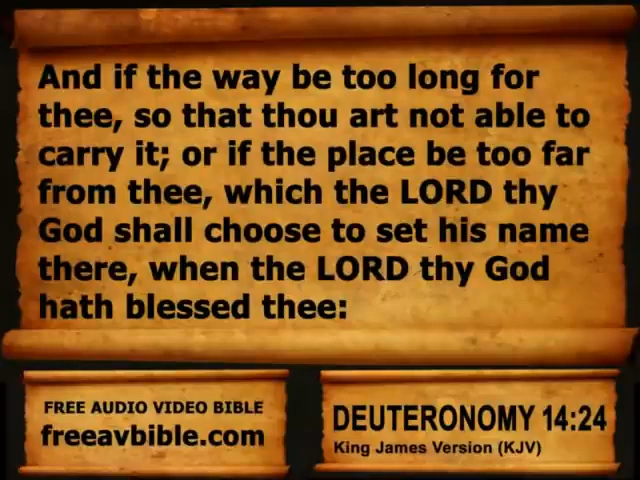 And if the way be too long for
thee, so that thou art not able to
carry it; or if the place be too far
from thee, which the LORD thy
God shall choose to set his name
there, when the LORD thy God
hath blessed thee:
FREE AUDIO VIDEO BIBLE
freeavbible.com
DEUTERONOMY 14:24
King James Version (KJV)